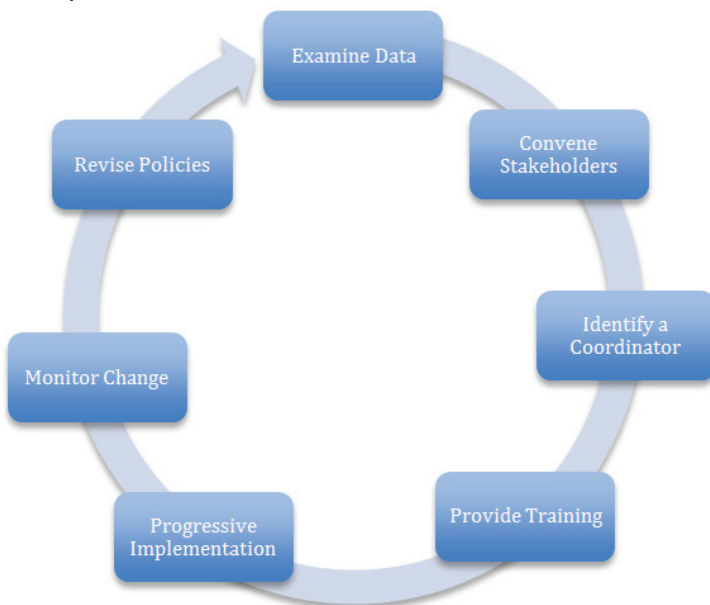 Examine Data
Convene
Stakeholders
Identify a
Coordinator
Provide Training
Progressive
Implementation
Monitor Change
Revise Policies